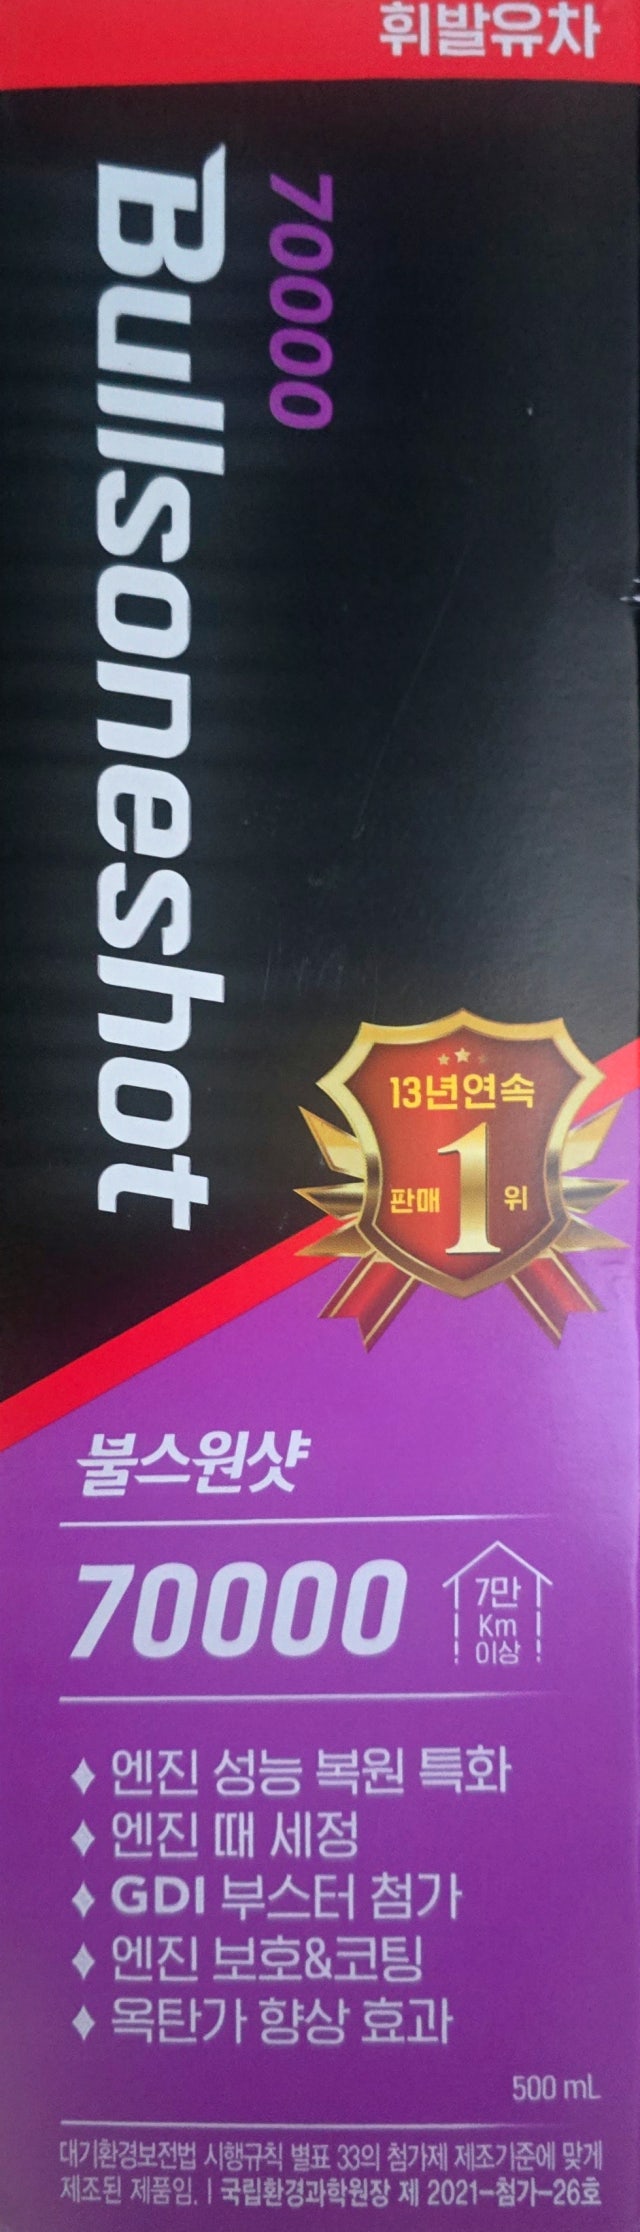 휘발유차
70000
Bullsoneshot
13년연속
판매 1 위
불스원샷
70000
7만
Km
이상
엔진 성능 복원 특화
엔진 때 세정
GDI 부스터 첨가
엔진 보호&코팅
옥탄가 향상 효과
500 mL
대기환경보전법 시행규칙 별표 33의 첨가제 제조기준에 맞게
제조된 제품임. | 국립환경과학원장 제 2021-첨가-26호